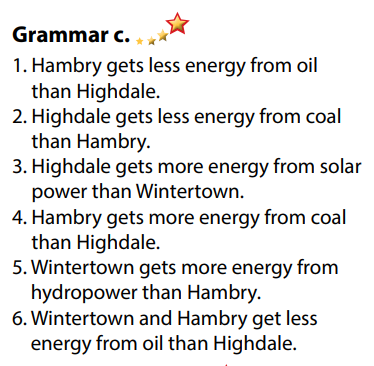 Grammar c.
1. Hambry gets less energy from oil
than Highdale.
2. Highdale gets less energy from coal
than Hambry.
3. Highdale gets more energy from solar
power than Wintertown.
4. Hambry gets more energy from coal
than Highdale.
5. Wintertown gets more energy from
hydropower than Hambry.
6. Wintertown and Hambry get less
energy from oil than Highdale.